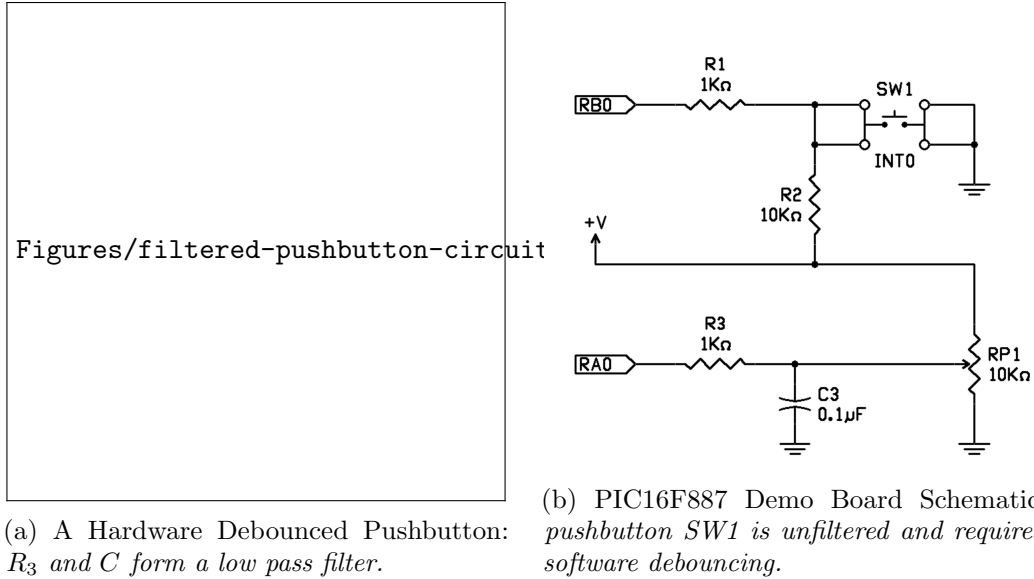 Figures/filtered-pushbutton-circuit
(a) A Hardware Debounced Pushbutton:
R3 and C form a low pass filter.
R1
1KΩ
RB0
SW1
INT0
R2
10KΩ
+V
R3
1KΩ
RA0
RP1
10KΩ
C3
0.1µF
(b) PIC16F887 Demo Board Schematic
pushbutton SW1 is unfiltered and require
software debouncing.